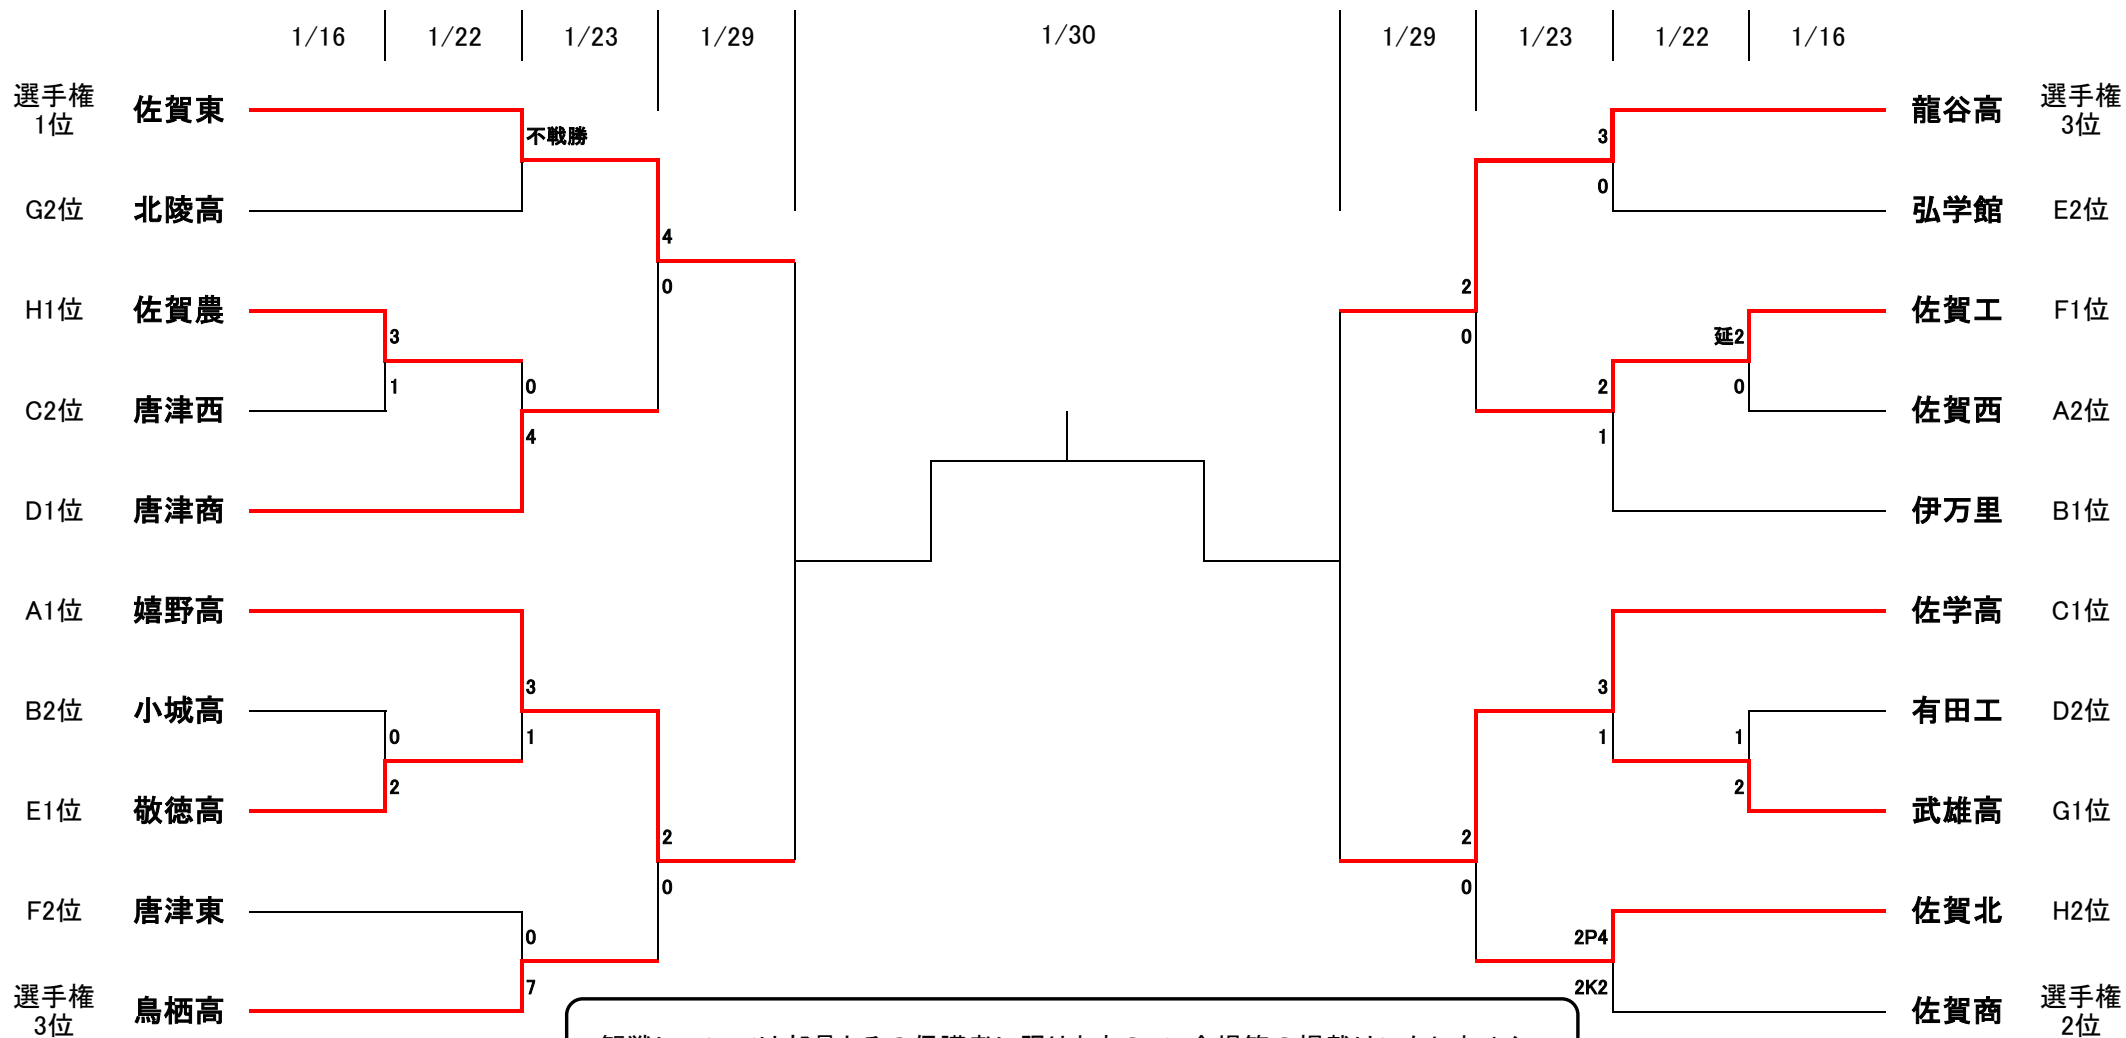 1/16 1/22 1/23 1/29 1/30 1/29 1/23 1/22 1/16
選手権
1位
佐賀東
不戦勝
G2位 北陵高
4
0
H1位 佐賀農
3
1
C2位 唐津西
0
4
D1位 唐津商
A1位 嬉野高
3
1
B2位 小城高
0
2
E1位 敬徳高
2
0
F2位 唐津東
0
7
選手権
3位
鳥栖高
龍谷高
選手権
3位
3
0
弘学館 E2位
2
0
佐賀工 F1位
延2
0
佐賀西 A2位
2
1
伊万里 B1位
佐学高 C1位
3
1
有田工 D2位
1
2
武雄高 G1位
2
0
佐賀北 H2位
2P4
2K2
佐賀商
選手権
2位